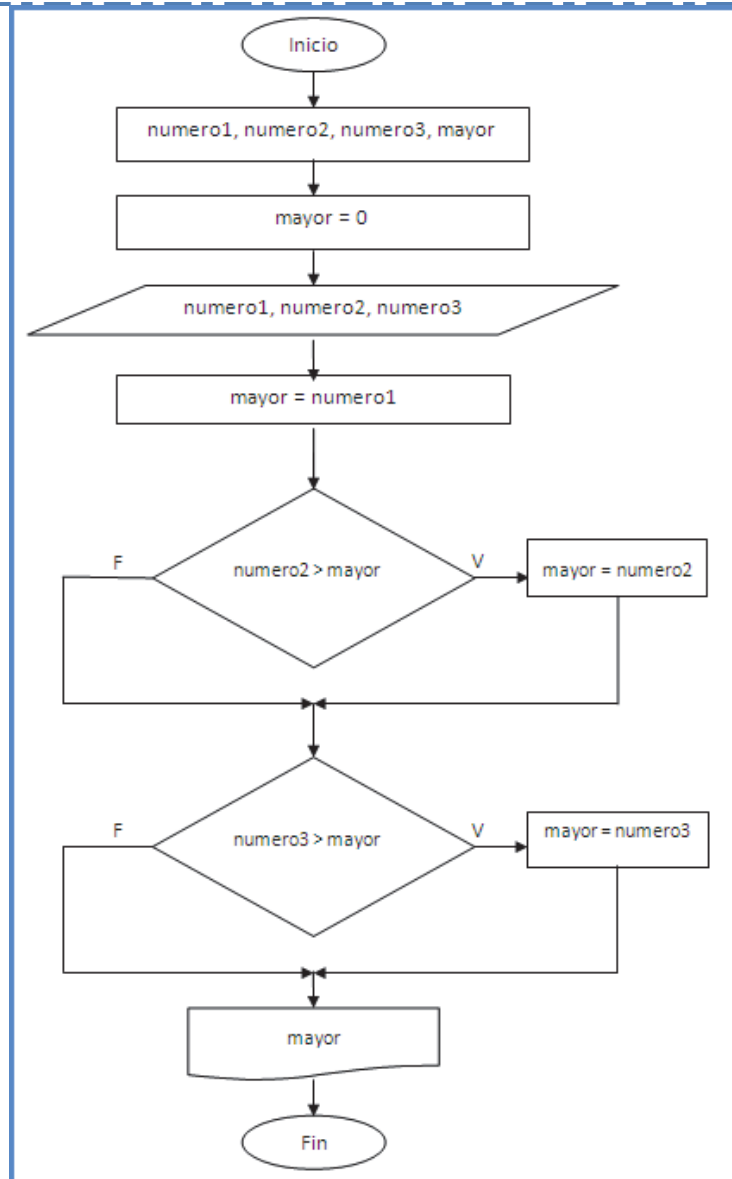 Inicio
numero1, numero2, numero3, mayor
mayor = 0
numero1, numero2, numero3
mayor = numero1
F
numero2 > mayor
V
mayor = numero2
F
numero3 > mayor
V
mayor = numero3
mayor
Fin